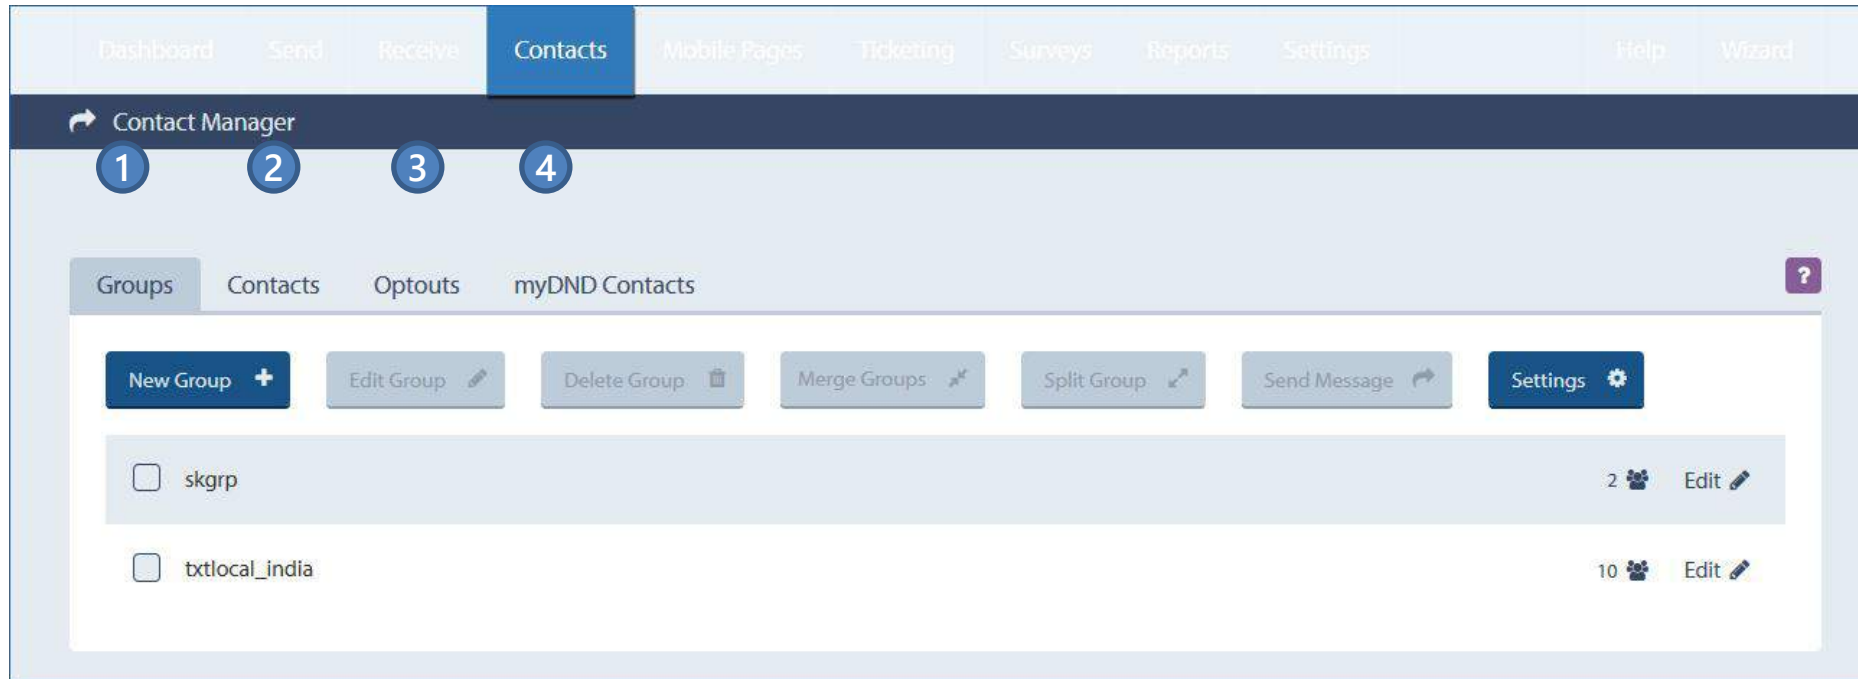 Dashboard Send Receive Contacts Mobile Pages Ticketing Surveys Reports Settings Help Wizard
Contact Manager
1 2 3 4
Groups Contacts Optouts myDND Contacts ?
New Group Edit Group Delete Group Merge Groups Split Group Send Message Settings
skgrp 2 Edit
txtlocal_india 10 Edit